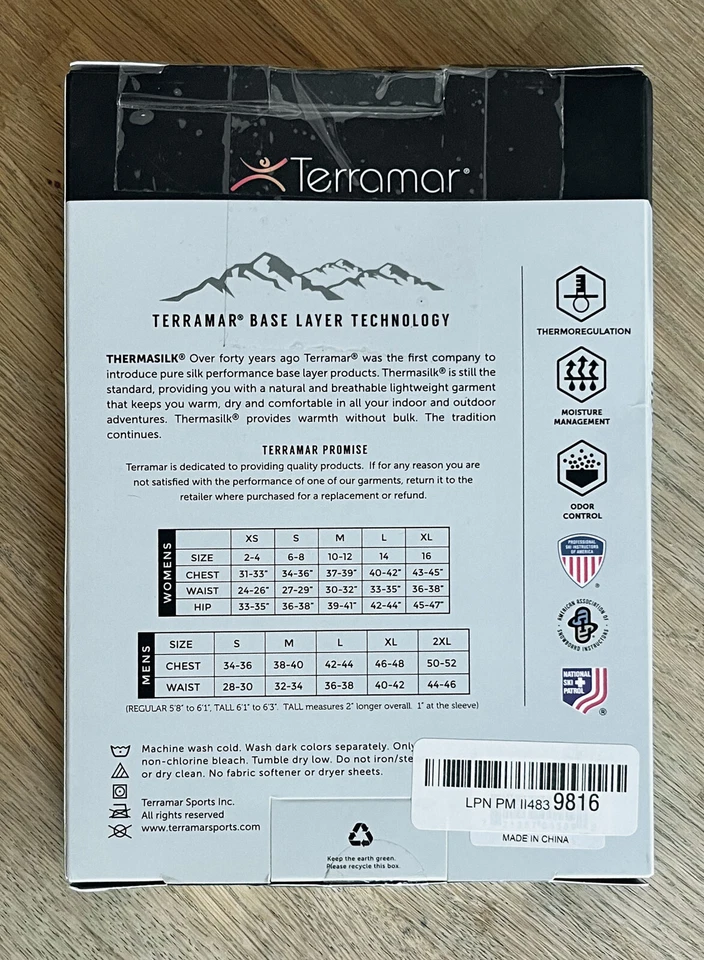 Terramar®
TERRAMAR® BASE LAYER TECHNOLOGY
THERMASILK® Over forty years ago Terramar® was the first company to
introduce pure silk performance base layer products. Thermasilk® is still the
standard, providing you with a natural and breathable lightweight garment
that keeps you warm, dry and comfortable in all your indoor and outdoor
adventures. Thermasilk® provides warmth without bulk. The tradition
continues.
TERRAMAR PROMISE
Terramar is dedicated to providing quality products. If for any reason you are
not satisfied with the performance of one of our garments, return it to the
retailer where purchased for a replacement or refund.
WOMENS
XS S M L XL
SIZE 2-4 6-8 10-12 14 16
CHEST 31-33" 34-36" 37-39" 40-42" 43-45"
WAIST 24-26" 27-29" 30-32" 33-35" 36-38"
HIP 33-35" 36-38" 39-41" 42-44" 45-47"
MENS
SIZE S M L XL 2XL
CHEST 34-36 38-40 42-44 46-48 50-52
WAIST 28-30 32-34 36-38 40-42 44-46
(REGULAR 5'8" to 6'1", TALL 6'1" to 6'3". TALL measures 2" longer overall. 1" at the sleeve)
Machine wash cold. Wash dark colors separately. Only
non-chlorine bleach. Tumble dry low. Do not iron/ste
or dry clean. No fabric softener or dryer sheets.
Terramar Sports Inc.
All rights reserved
www.terramarsports.com
Keep the earth green.
Please recycle this box.
THERMOREGULATION
MOISTURE
MANAGEMENT
ODOR
CONTROL
PROFESSIONAL
SKI INSTRUCTORS
OF AMERICA
®
AMERICAN ASSOCIATION OF
SNOWBOARD INSTRUCTORS
NATIONAL
SKI
PATROL
®
LPN PM II483 9816
MADE IN CHINA